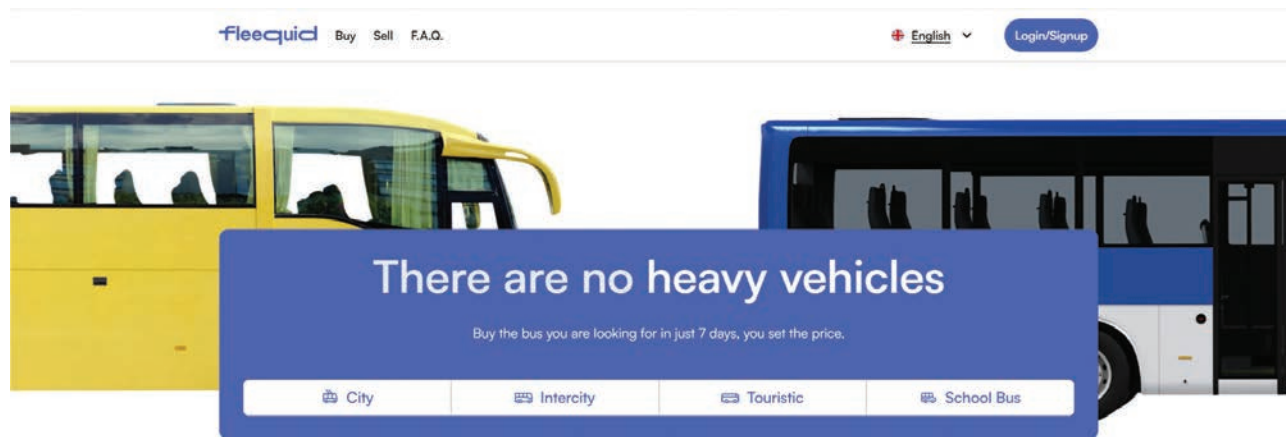 fleequid Buy Sell F.A.Q. English Login/Signup
There are no heavy vehicles
Buy the bus you are looking for in just 7 days, you set the price.
City Intercity Touristic School Bus